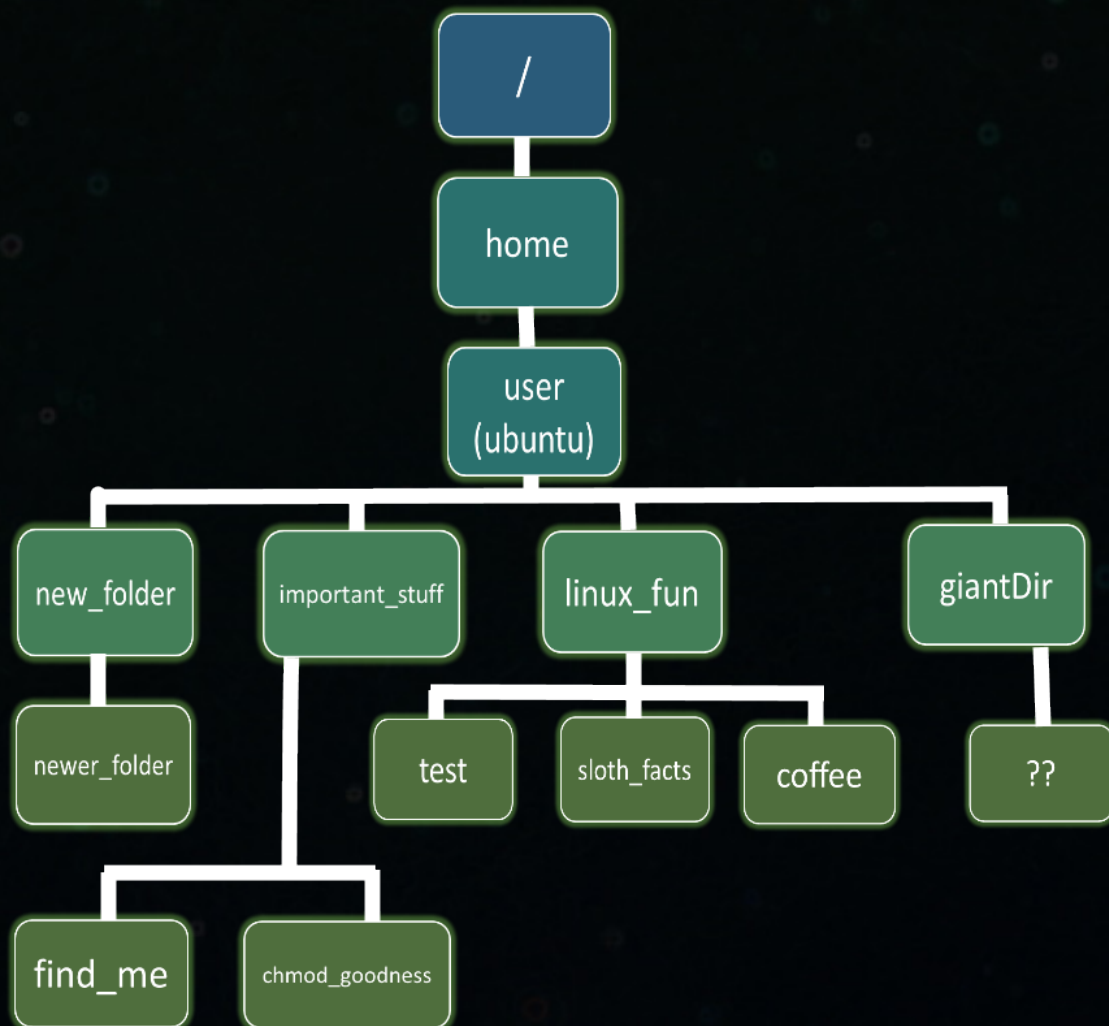 /
home
user
(ubuntu)
new_folder
important_stuff
linux_fun
giantDir
newer_folder
test
sloth_facts
coffee
??
find_me
chmod_goodness